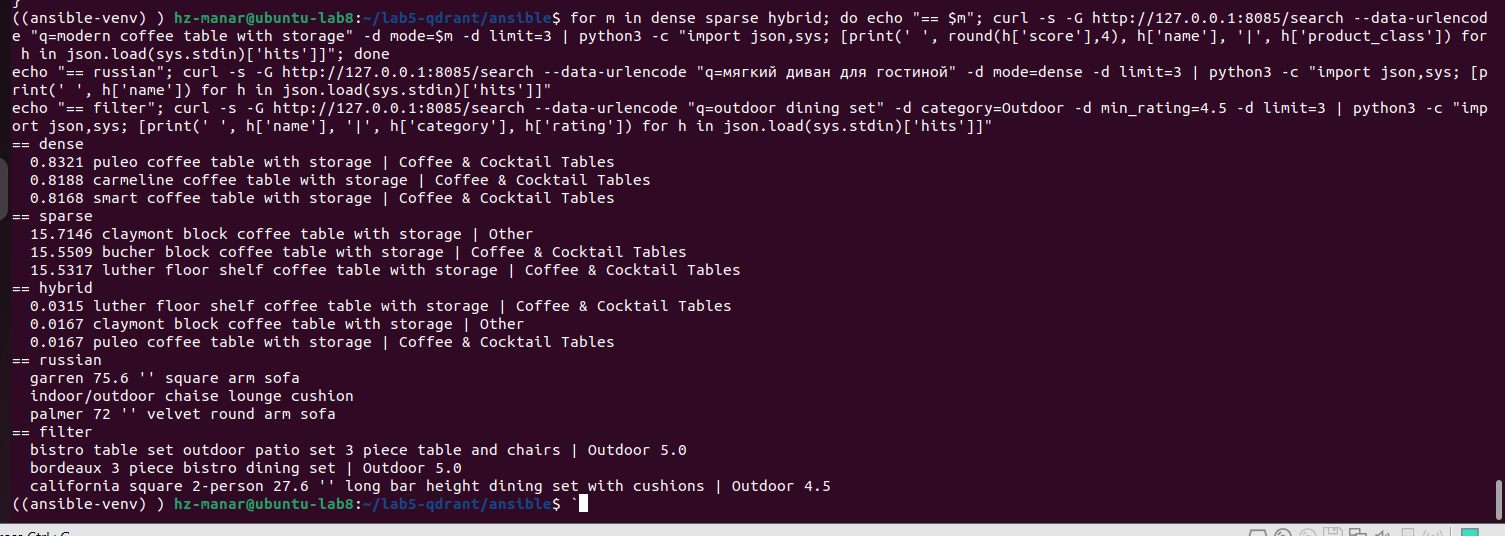 ((ansible-venv) ) hz-manar@ubuntu-lab8:~/lab5-qdrant/ansible$ for m in dense sparse hybrid; do echo "== $m"; curl -s -G http://127.0.0.1:8085/search --data-urlencod
e "q=modern coffee table with storage" -d mode=$m -d limit=3 | python3 -c "import json,sys; [print(' ', round(h['score'],4), h['name'], '|', h['product_class']) for
 h in json.load(sys.stdin)['hits']]"; done
echo "== russian"; curl -s -G http://127.0.0.1:8085/search --data-urlencode "q=мягкий диван для гостиной" -d mode=dense -d limit=3 | python3 -c "import json,sys; [p
rint(' ', h['name']) for h in json.load(sys.stdin)['hits']]"
echo "== filter"; curl -s -G http://127.0.0.1:8085/search --data-urlencode "q=outdoor dining set" -d category=Outdoor -d min_rating=4.5 -d limit=3 | python3 -c "imp
ort json,sys; [print(' ', h['name'], '|', h['category'], h['rating']) for h in json.load(sys.stdin)['hits']]"
== dense
  0.8321 puleo coffee table with storage | Coffee & Cocktail Tables
  0.8188 carmeline coffee table with storage | Coffee & Cocktail Tables
  0.8168 smart coffee table with storage | Coffee & Cocktail Tables
== sparse
  15.7146 claymont block coffee table with storage | Other
  15.5509 bucher block coffee table with storage | Coffee & Cocktail Tables
  15.5317 luther floor shelf coffee table with storage | Coffee & Cocktail Tables
== hybrid
  0.0315 luther floor shelf coffee table with storage | Coffee & Cocktail Tables
  0.0167 claymont block coffee table with storage | Other
  0.0167 puleo coffee table with storage | Coffee & Cocktail Tables
== russian
  garren 75.6 '' square arm sofa
  indoor/outdoor chaise lounge cushion
  palmer 72 '' velvet round arm sofa
== filter
  bistro table set outdoor patio set 3 piece table and chairs | Outdoor 5.0
  bordeaux 3 piece bistro dining set | Outdoor 5.0
  california square 2-person 27.6 '' long bar height dining set with cushions | Outdoor 4.5
((ansible-venv) ) hz-manar@ubuntu-lab8:~/lab5-qdrant/ansible$ `